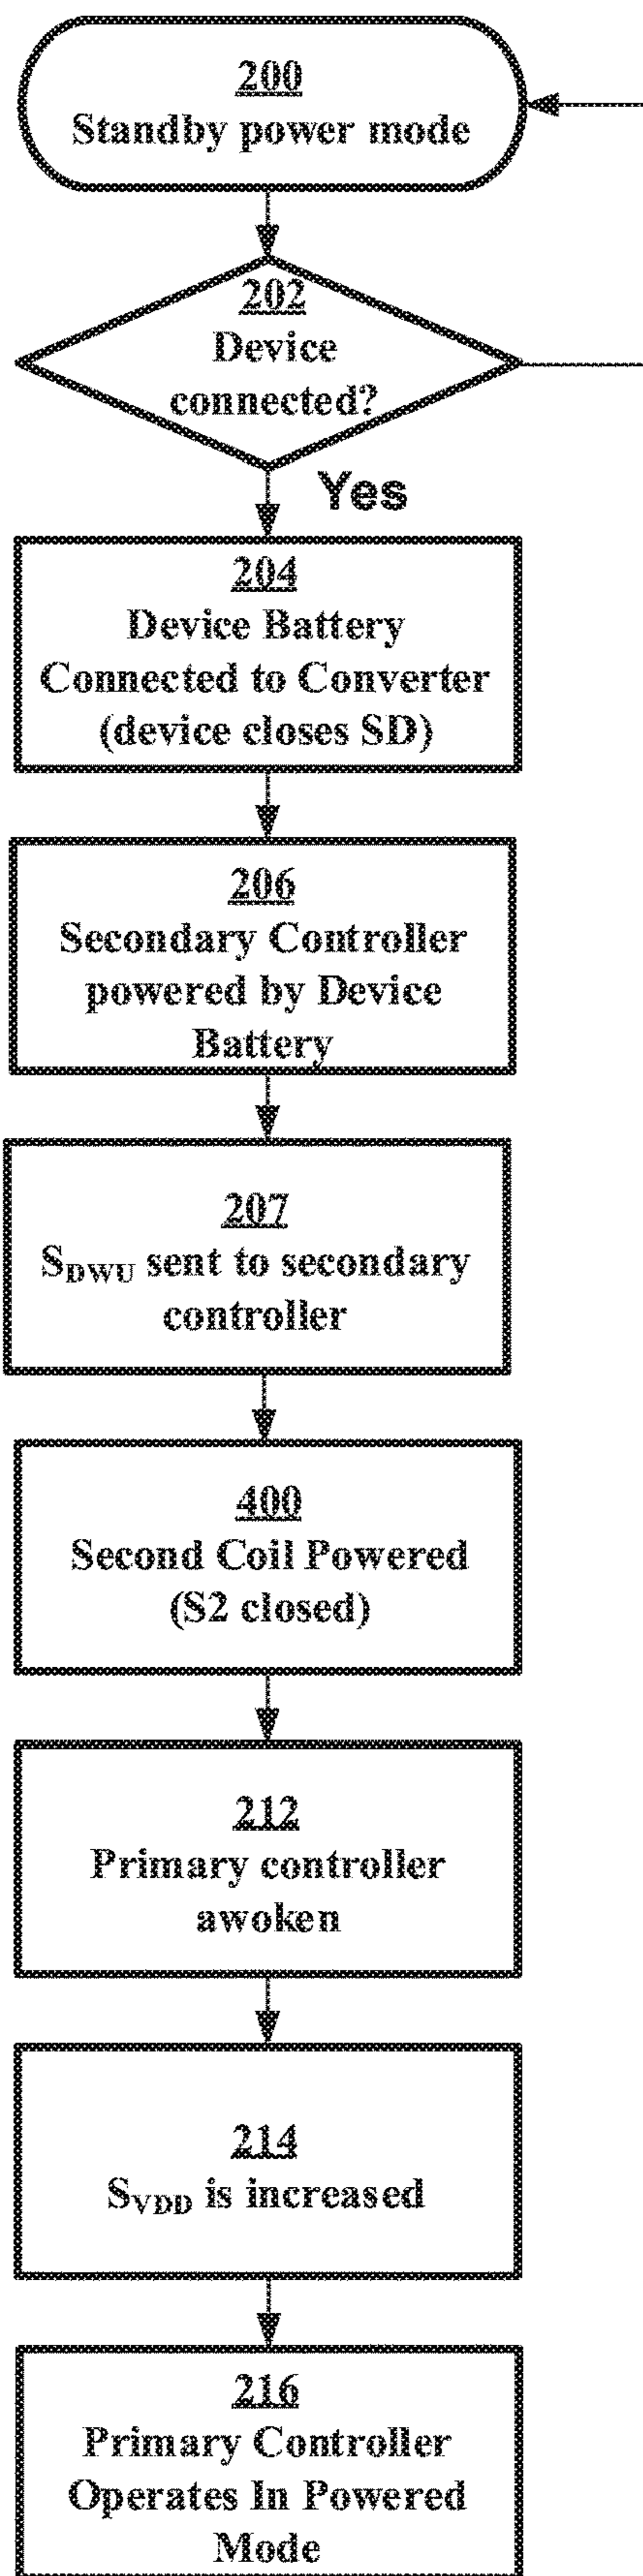 200
Standby power mode
202
Device
connected?
Yes
204
Device Battery
Connected to Converter
(device closes SD)
206
Secondary Controller
powered by Device
Battery
207
SDWU sent to secondary
controller
400
Second Coil Powered
(S2 closed)
212
Primary controller
awoken
214
SVDD is increased
216
Primary Controller
Operates In Powered
Mode